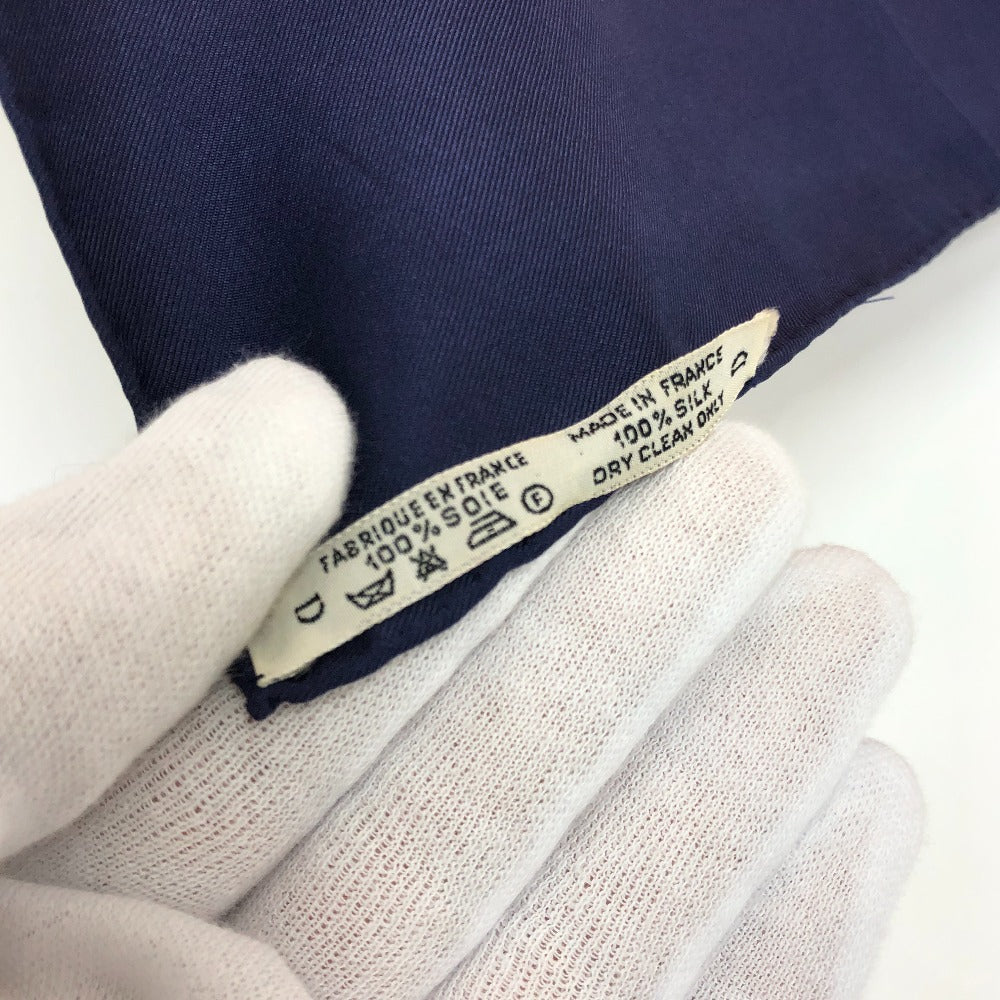 FABRIQUE EN FRANCE
100% SOIE
D
F
MADE IN FRANCE
100% SILK
DRY CLEAN ONLY
D